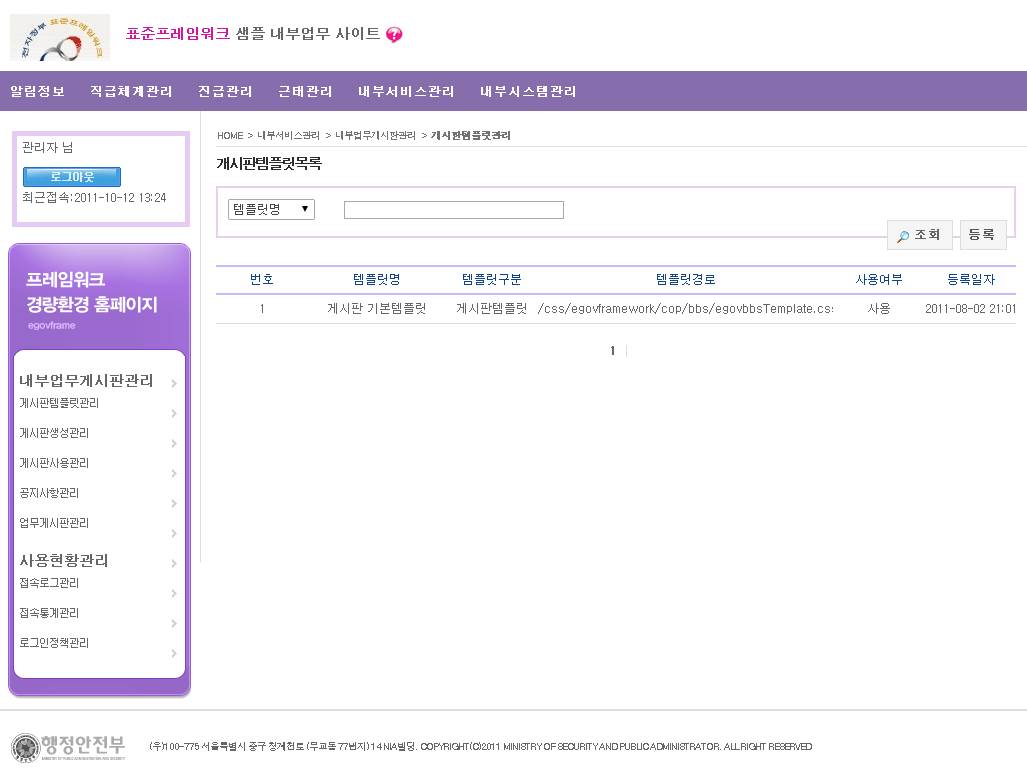 전자정부 표준프레임워크
표준프레임워크 샘플 내부업무 사이트 ?
알림정보 직급체계관리 진급관리 근태관리 내부서비스관리 내부시스템관리
관리자 님
로그아웃
최근접속:2011-10-12 13:24
프레임워크
경량환경 홈페이지
egovframe
내부업무게시판관리
게시판템플릿관리
게시판생성관리
게시판사용관리
공지사항관리
업무게시판관리
사용현황관리
접속로그관리
접속통계관리
로그인정책관리
HOME > 내부서비스관리 > 내부업무게시판관리 > 게시판템플릿관리
게시판템플릿목록
템플릿명 ▼
조회 등록
번호 템플릿명 템플릿구분 템플릿경로 사용여부 등록일자
1 게시판 기본템플릿 게시판템플릿 /css/egovframework/cop/bbs/egovbbsTemplate.css 사용 2011-08-02 21:01
1
행정안전부
MINISTRY OF PUBLIC ADMINISTRATION AND SECURITY
(우)100-775 서울특별시 중구 청계천로 (무교동 77번지) 14 NIA빌딩. COPYRIGHT(C)2011 MINISTRY OF SECURITY AND PUBLIC ADMINISTRATOR. ALL RIGHT RESERVED